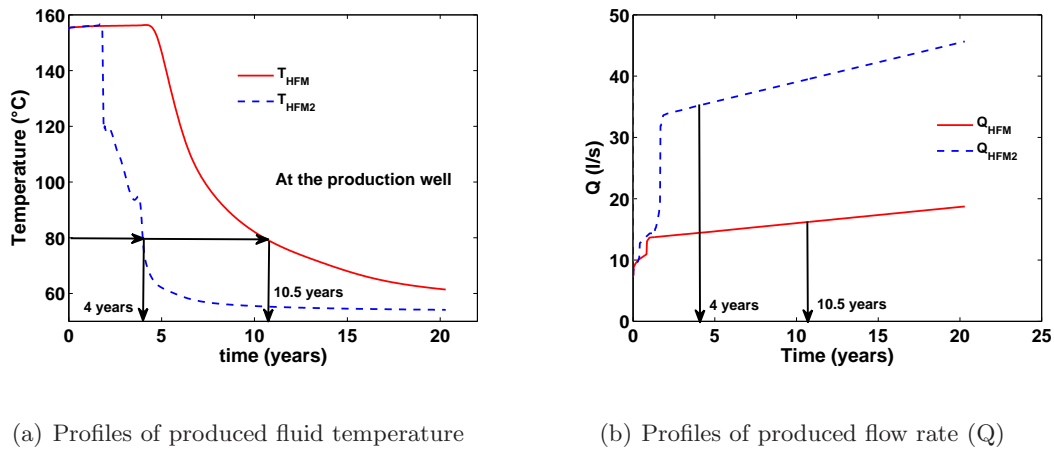 160
140
120
100
80
60
Temperature (°C)
T_HFM
T_HFM2
At the production well
4 years
10.5 years
0
5
10
15
20
time (years)
(a) Profiles of produced fluid temperature
50
40
30
20
10
0
Q (l/s)
Q_HFM
Q_HFM2
4 years
10.5 years
0
5
10
15
20
25
Time (years)
(b) Profiles of produced flow rate (Q)